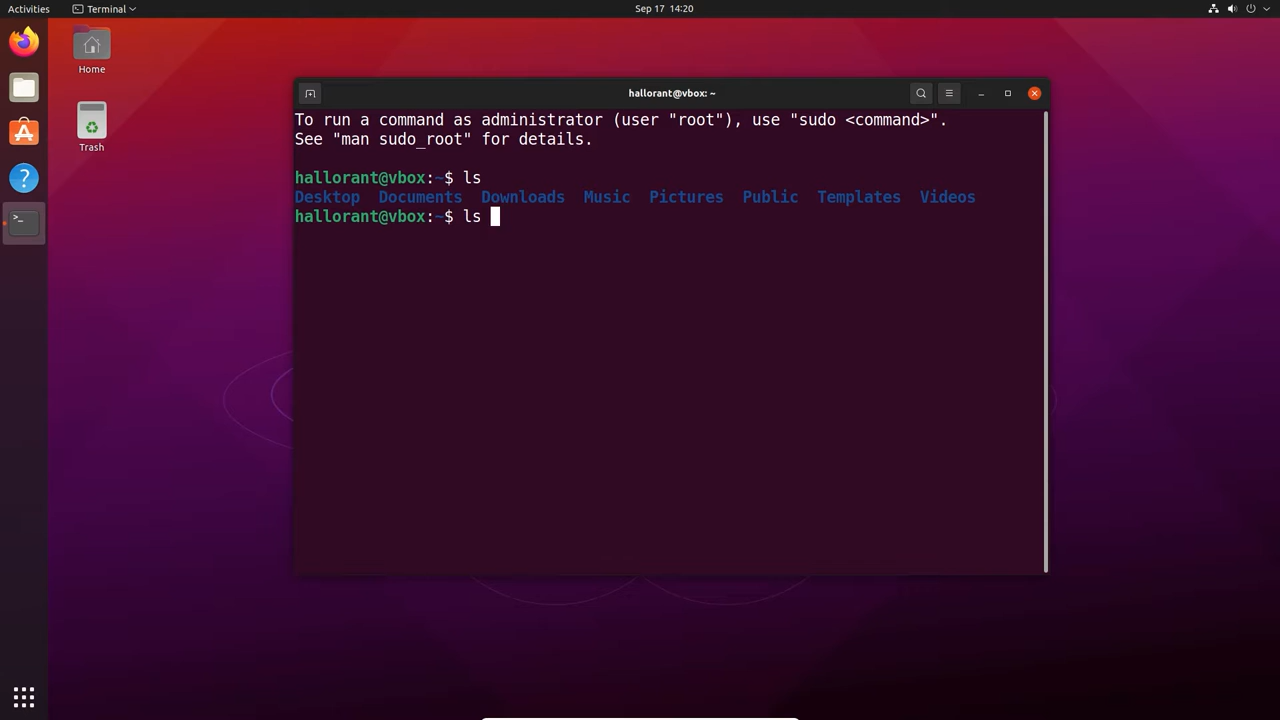 Activities
Terminal
Sep 17 14:20
Home
Trash
hallorant@vbox: ~
To run a command as administrator (user "root"), use "sudo <command>".
See "man sudo_root" for details.
hallorant@vbox:~$ ls
Desktop Documents Downloads Music Pictures Public Templates Videos
hallorant@vbox:~$ ls